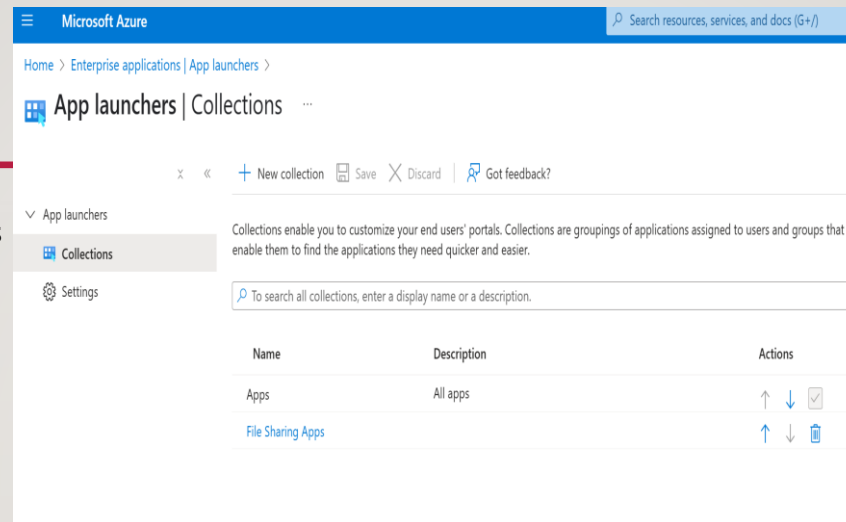 Microsoft Azure
Search resources, services, and docs (G+/)
Home > Enterprise applications | App launchers >
App launchers | Collections ...
+ New collection Save Discard Got feedback?
App launchers
Collections
Settings
Collections enable you to customize your end users' portals. Collections are groupings of applications assigned to users and groups that
enable them to find the applications they need quicker and easier.
To search all collections, enter a display name or a description.
Name Description Actions
Apps All apps
File Sharing Apps